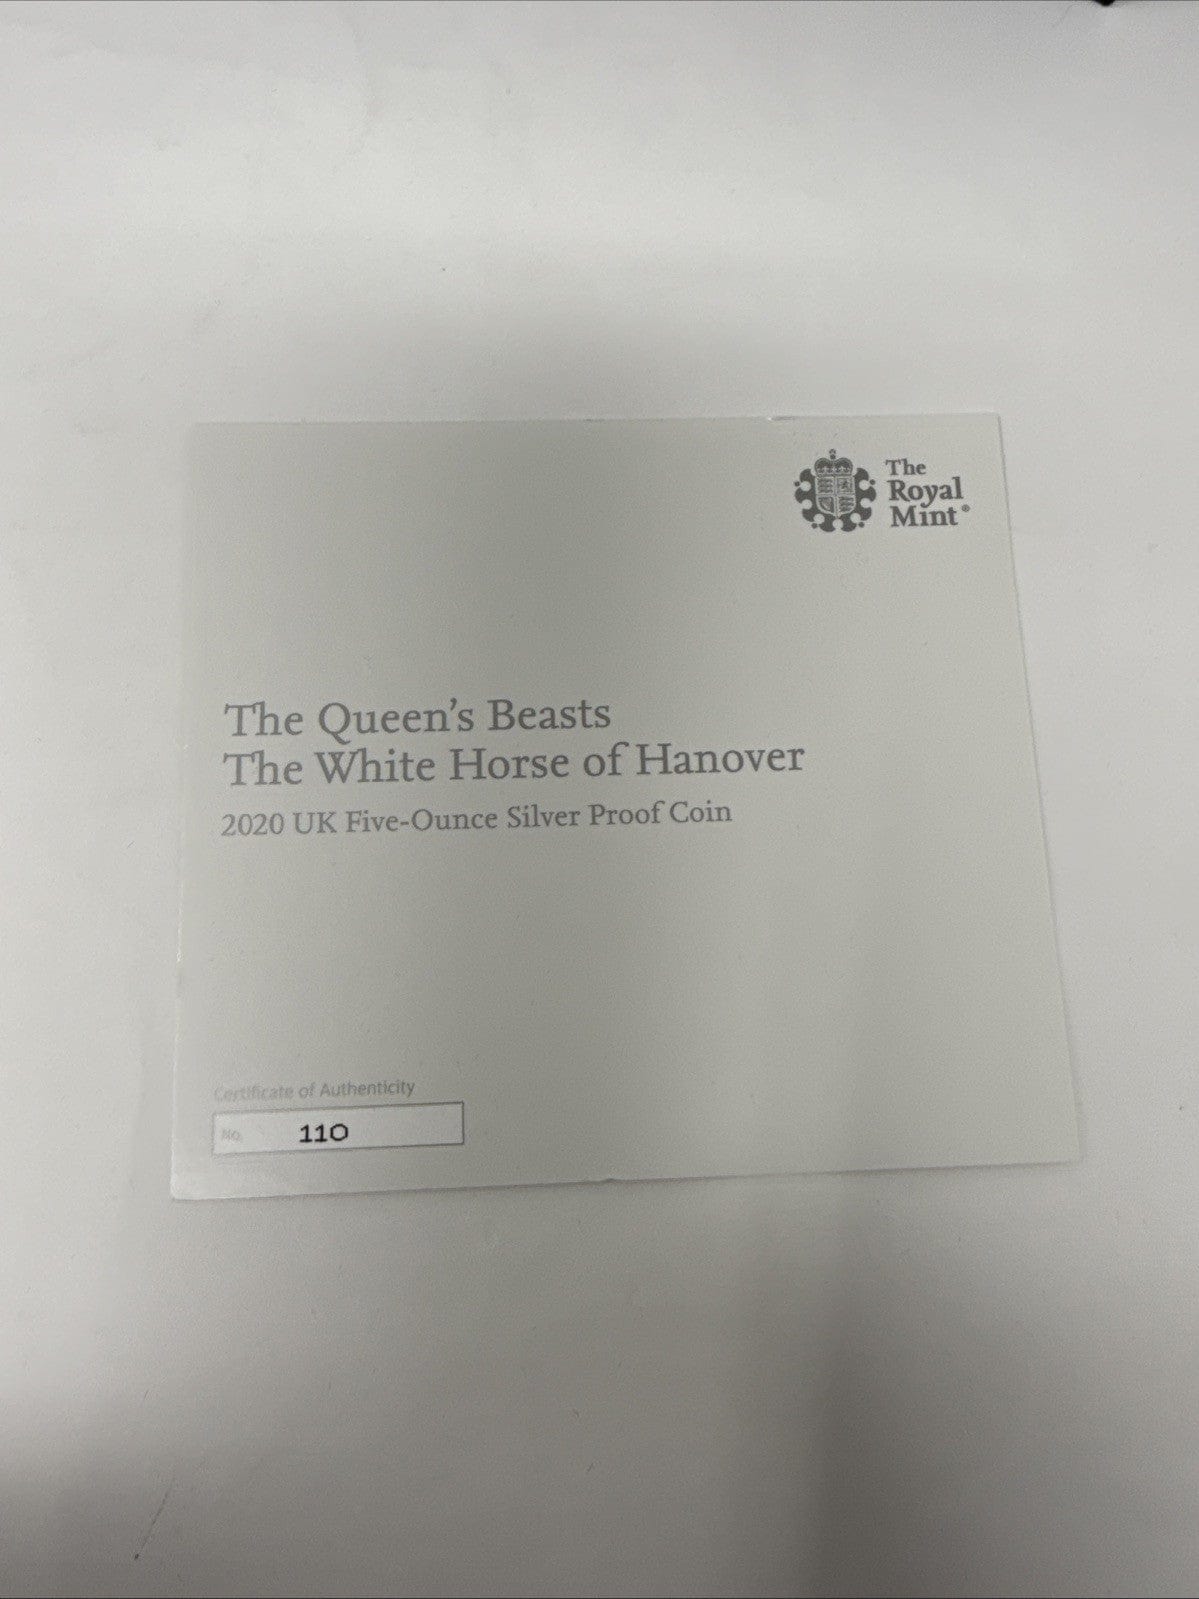 The
Royal
Mint®
The Queen's Beasts
The White Horse of Hanover
2020 UK Five-Ounce Silver Proof Coin
Certificate of Authenticity
No. 110